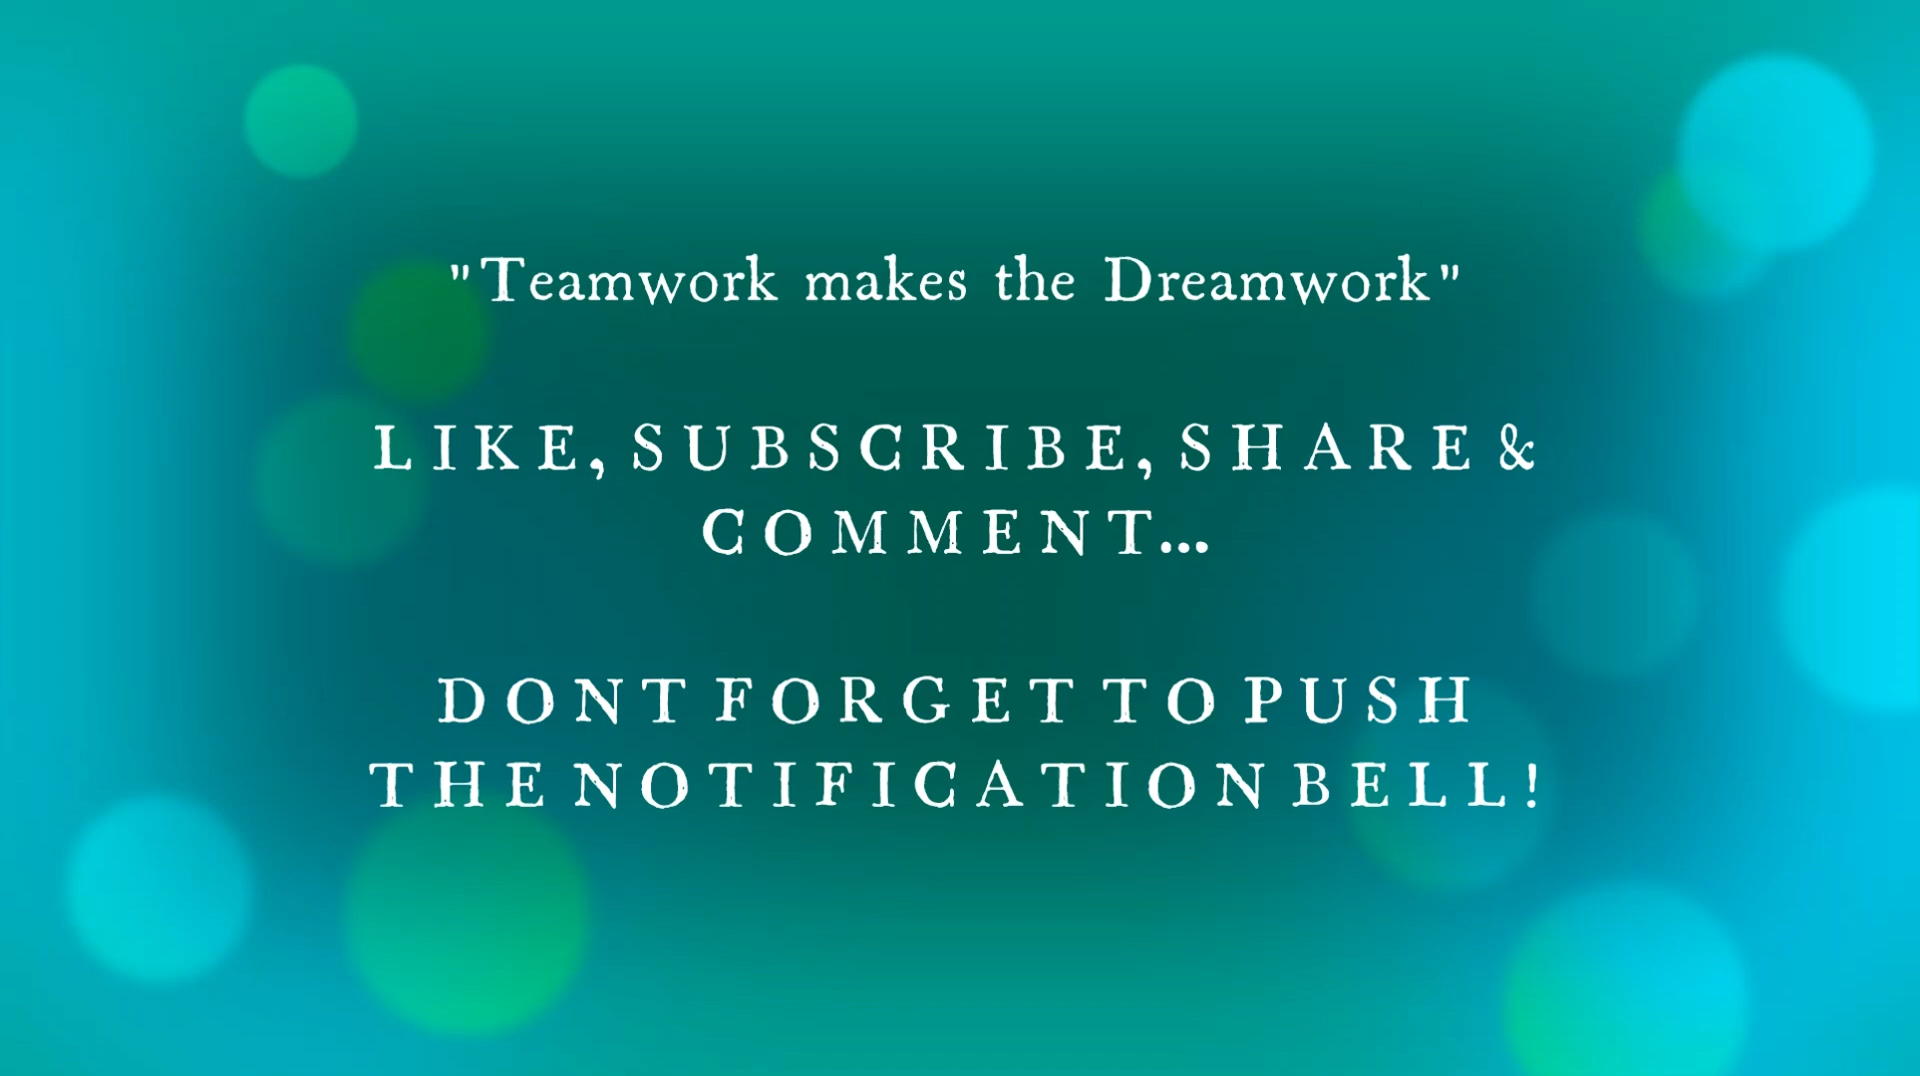 "Teamwork makes the Dreamwork"
LIKE, SUBSCRIBE, SHARE &
COMMENT...
DONT FORGET TO PUSH
THE NOTIFICATION BELL!